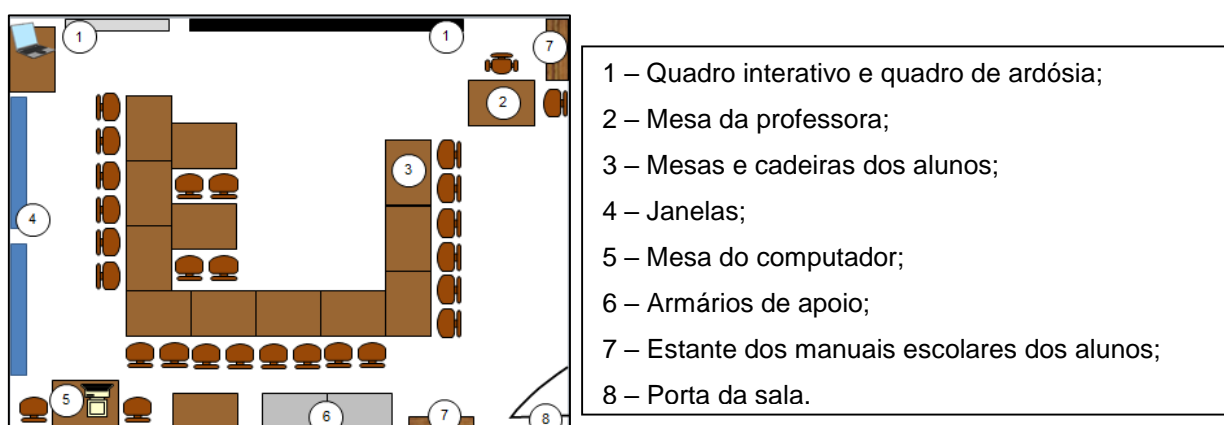 1
1
7
2
3
4
5
6
7
8
1 – Quadro interativo e quadro de ardósia;
2 – Mesa da professora;
3 – Mesas e cadeiras dos alunos;
4 – Janelas;
5 – Mesa do computador;
6 – Armários de apoio;
7 – Estante dos manuais escolares dos alunos;
8 – Porta da sala.